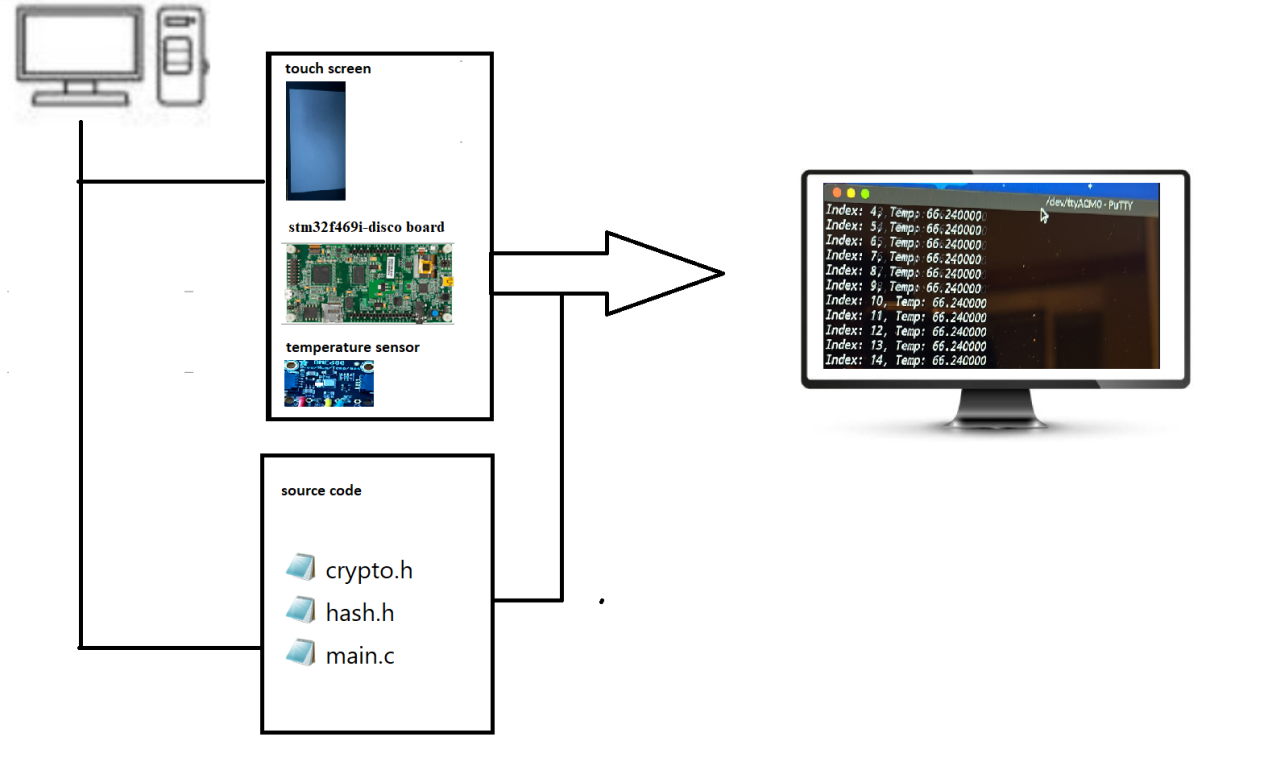 touch screen
stm32f469i-disco board
temperature sensor
source code
crypto.h
hash.h
main.c
/dev/ttyACM0 - PuTTY
Index: 4, Temp: 66.240000
Index: 5, Temp: 66.240000
Index: 6, Temp: 66.240000
Index: 7, Temp: 66.240000
Index: 8, Temp: 66.240000
Index: 9, Temp: 66.240000
Index: 10, Temp: 66.240000
Index: 11, Temp: 66.240000
Index: 12, Temp: 66.240000
Index: 13, Temp: 66.240000
Index: 14, Temp: 66.240000